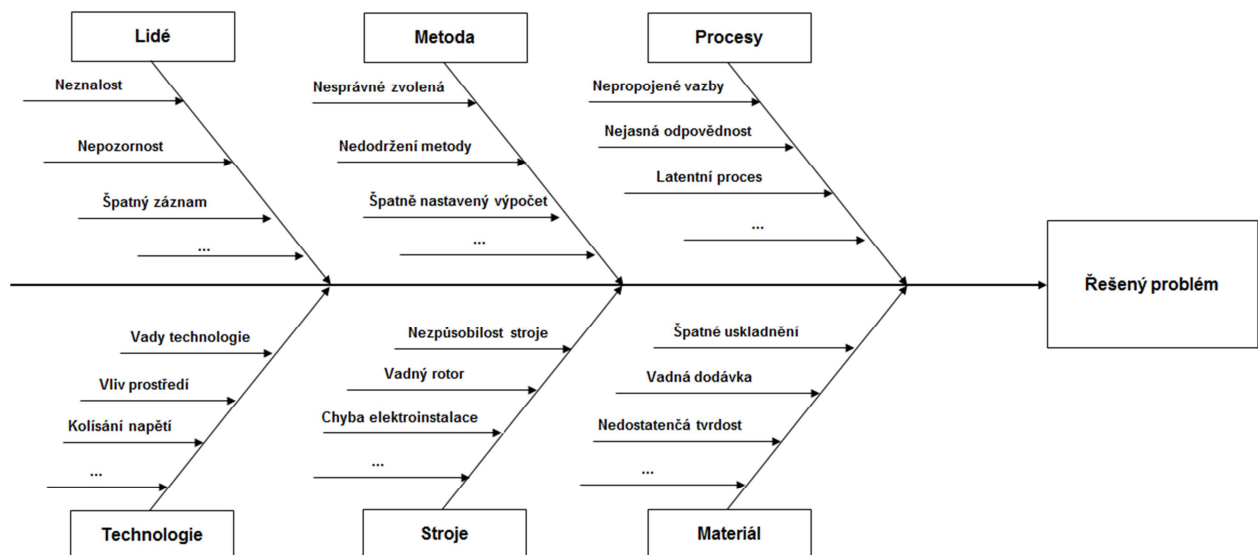 Lidé
Metoda
Procesy
Neznalost
Nepozornost
Špatný záznam
...
Nesprávné zvolená
Nedodržení metody
Špatně nastavený výpočet
...
Nepropojené vazby
Nejasná odpovědnost
Latentní proces
...
Řešený problém
Vady technologie
Vliv prostředí
Kolísání napětí
...
Nezpůsobilost stroje
Vadný rotor
Chyba elektroinstalace
...
Špatné uskladnění
Vadná dodávka
Nedostatenčá tvrdost
...
Technologie
Stroje
Materiál